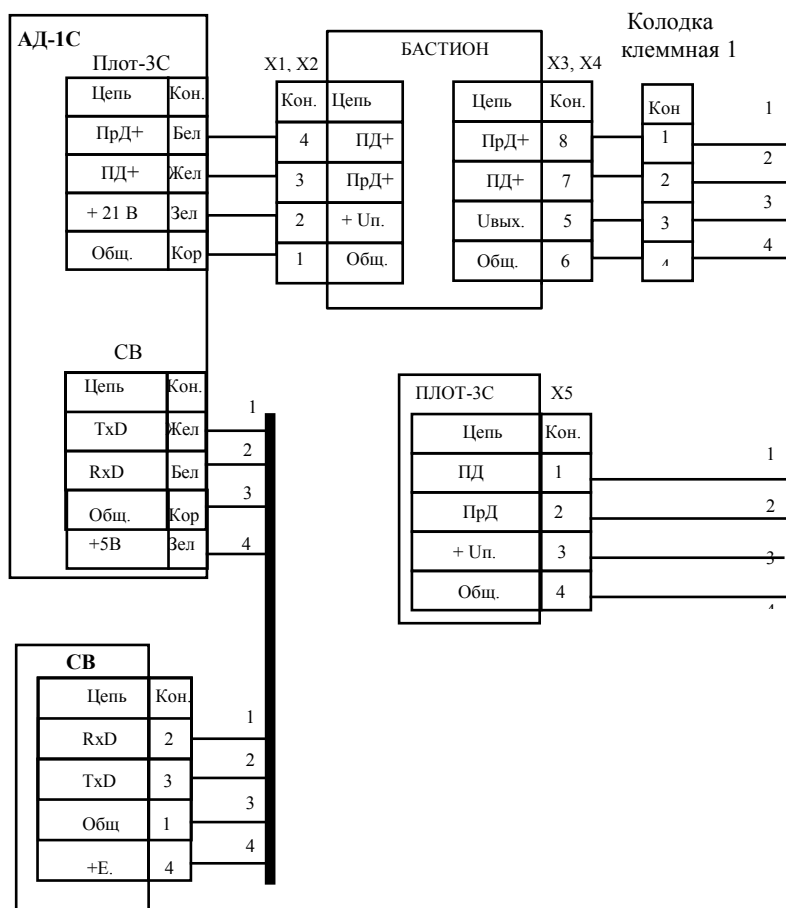 АД-1С
Плот-3С
Цепь Кон.
ПрД+ Бел
ПД+ Жел
+ 21 В Зел
Общ. Кор
X1, X2
БАСТИОН
X3, X4
Кон. Цепь
4 ПД+
3 ПрД+
2 + Uп.
1 Общ.
Цепь Кон.
ПрД+ 8
ПД+ 7
Uвых. 5
Общ. 6
Колодка
клеммная 1
Кон
1
2
3
4
1
2
3
4
СВ
Цепь Кон.
TxD Жел
RxD Бел
Общ. Кор
+5В Зел
1
2
3
4
ПЛОТ-3С X5
Цепь Кон.
ПД 1
ПрД 2
+ Uп. 3
Общ. 4
1
2
3
4
СВ
Цепь Кон.
RxD 2
TxD 3
Общ 1
+E. 4
1
2
3
4